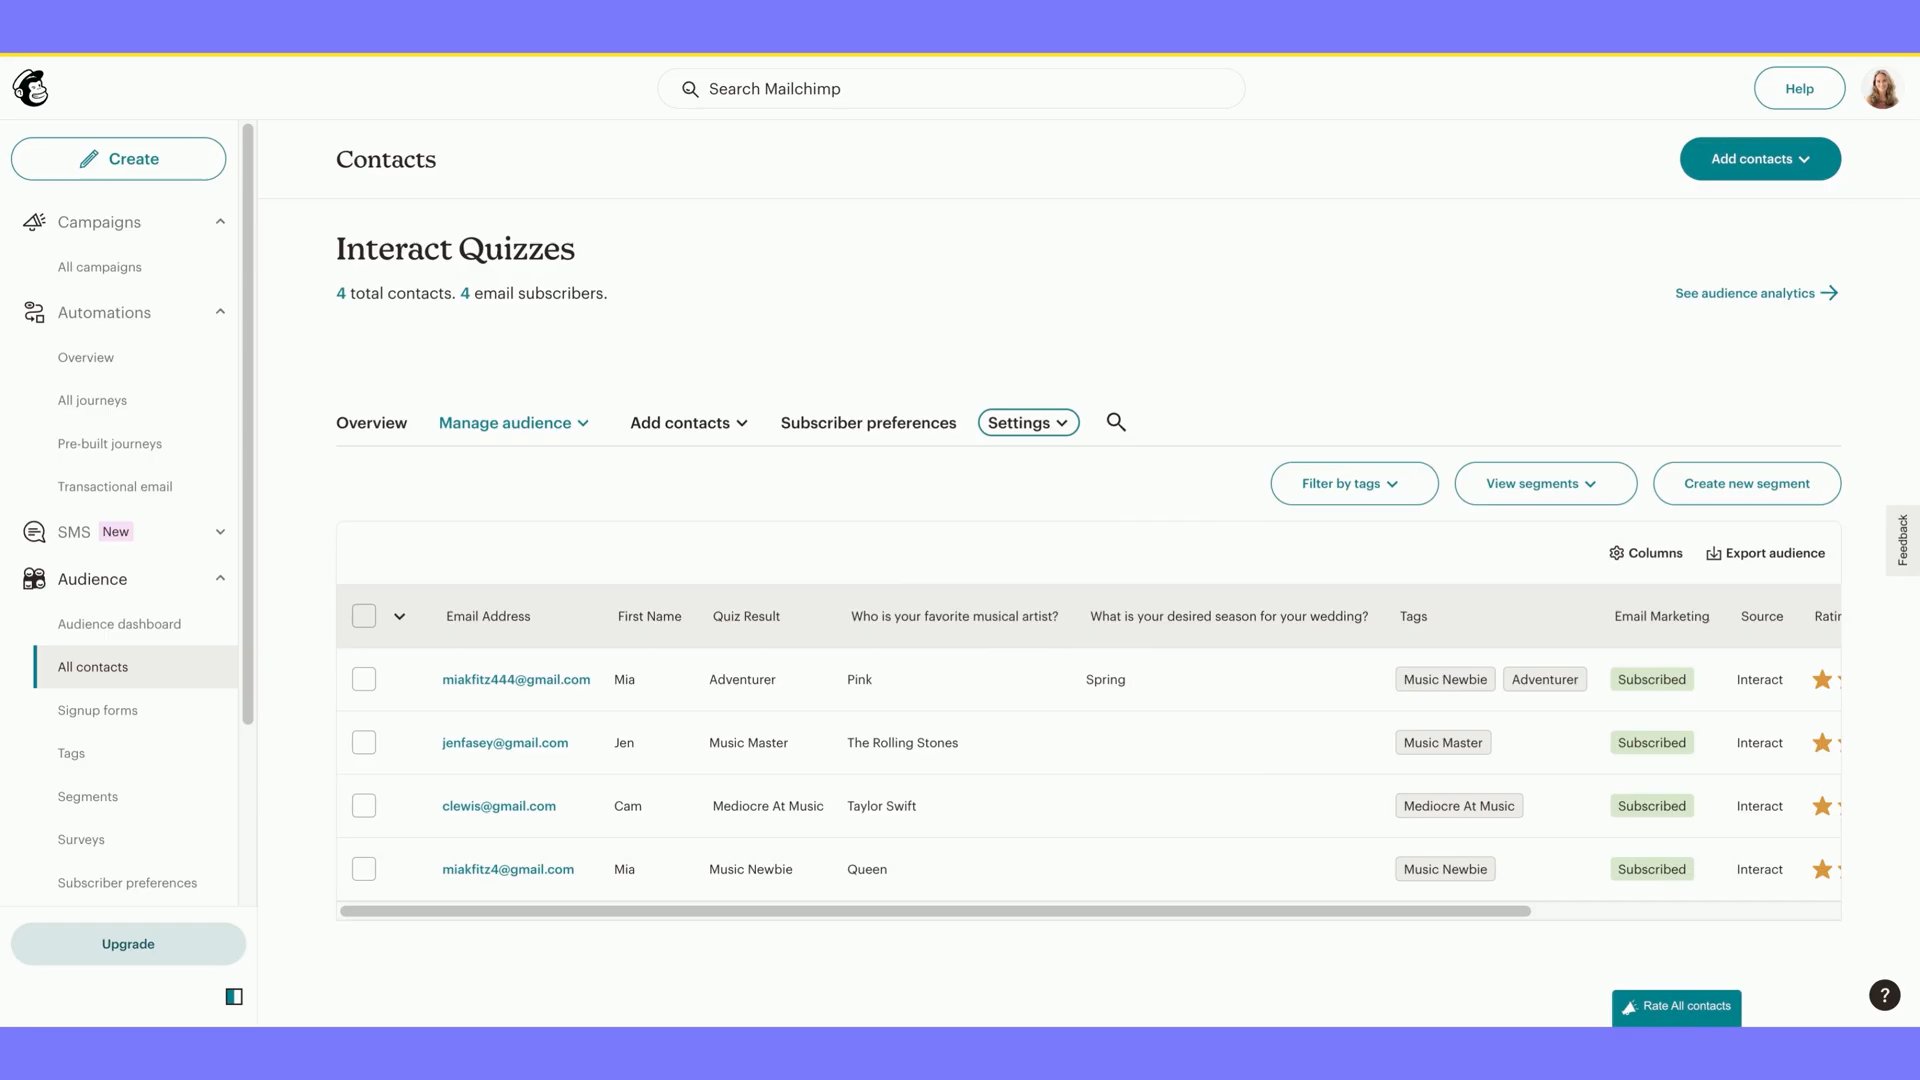 Search Mailchimp
Help
Create
Contacts
Add contacts
Campaigns
All campaigns
Automations
Overview
All journeys
Pre-built journeys
Transactional email
SMS New
Audience
Audience dashboard
All contacts
Signup forms
Tags
Segments
Surveys
Subscriber preferences
Upgrade
Interact Quizzes
4 total contacts. 4 email subscribers.
See audience analytics
Overview Manage audience Add contacts Subscriber preferences Settings
Filter by tags View segments Create new segment
Columns Export audience
Email Address First Name Quiz Result Who is your favorite musical artist? What is your desired season for your wedding? Tags Email Marketing Source Ratin
miakfitz444@gmail.com Mia Adventurer Pink Spring Music Newbie Adventurer Subscribed Interact
jenfasey@gmail.com Jen Music Master The Rolling Stones Music Master Subscribed Interact
clewis@gmail.com Cam Mediocre At Music Taylor Swift Mediocre At Music Subscribed Interact
miakfitz4@gmail.com Mia Music Newbie Queen Music Newbie Subscribed Interact
Feedback
Rate All contacts
?